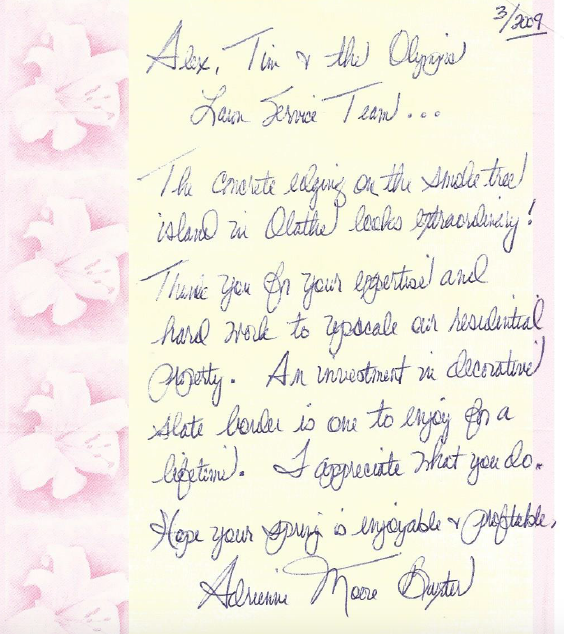 3/2009
Alex, Tim & the Olympis
Lawn Service Team...
The concrete edging on the smoke tree
island in Olathe looks extraordinary!
Thank you for your expertise and
hard work to upscale our residential
property. An investment in decorative
slate border is one to enjoy for a
lifetime. I appreciate what you do.
Hope your spring is enjoyable & profitable,
Adrienne Moore Baxter